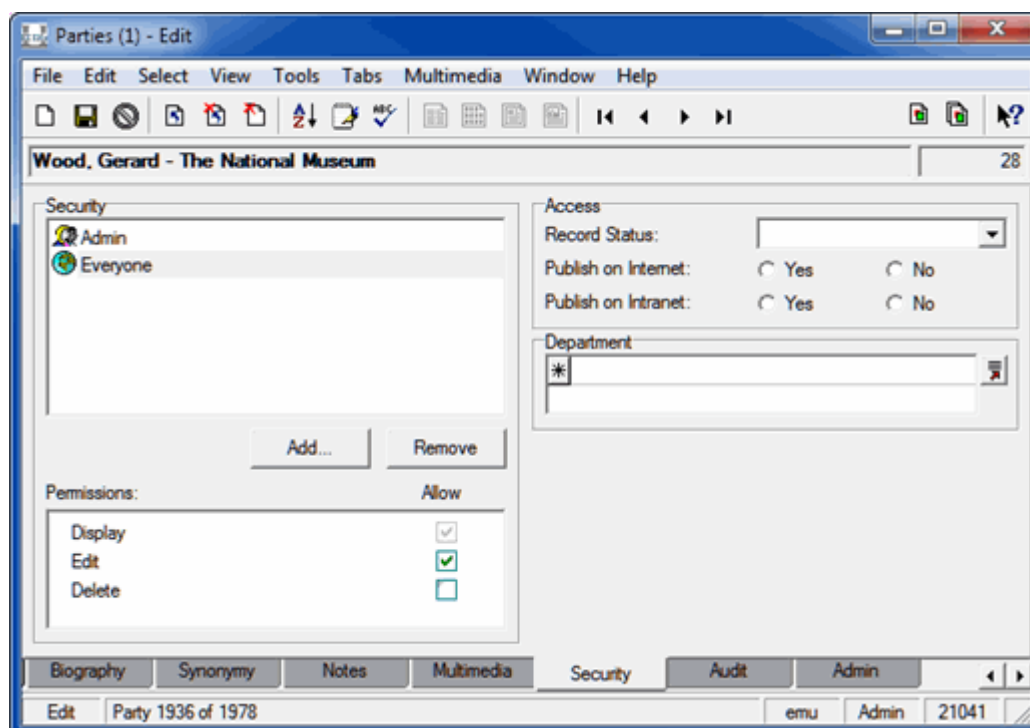 Parties (1) - Edit
File Edit Select View Tools Tabs Multimedia Window Help
Wood, Gerard - The National Museum 28
Security
Admin
Everyone
Add... Remove
Permissions: Allow
Display
Edit
Delete
Access
Record Status:
Publish on Internet: Yes No
Publish on Intranet: Yes No
Department
Biography Synonymy Notes Multimedia Security Audit Admin
Edit Party 1936 of 1978 emu Admin 21041